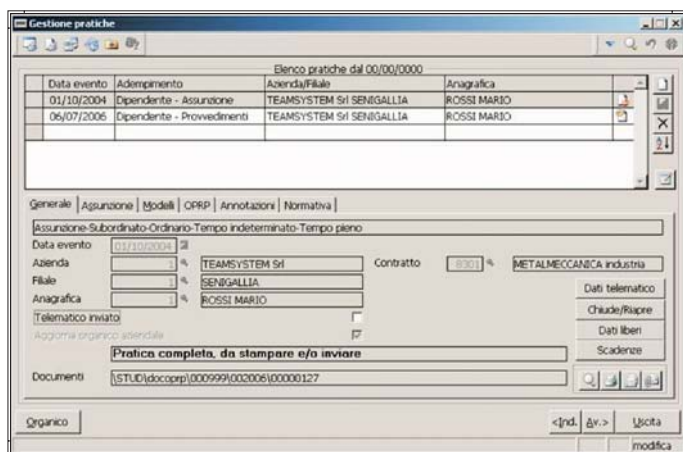 Gestione pratiche
Elenco pratiche dal 00/00/0000
Data evento Adempimento Azienda/Filiale Anagrafica
01/10/2004 Dipendente - Assunzione TEAMSYSTEM Srl SENIGALLIA ROSSI MARIO
06/07/2006 Dipendente - Provvedimenti TEAMSYSTEM Srl SENIGALLIA ROSSI MARIO
Generale Assunzione Modelli OPRP Annotazioni Normativa
Assunzione-Subordinato-Ordinario-Tempo indeterminato-Tempo pieno
Data evento 01/10/2004
Azienda 1 TEAMSYSTEM Srl Contratto 8301 METALMECCANICA industria
Filiale 1 SENIGALLIA
Anagrafica 1 ROSSI MARIO
Dati telematico
Telematico inviato
Chiude/Riapre
Aggiorna organico aziendale
Dati liberi
Pratica completa, da stampare e/o inviare
Scadenze
Documenti \STUD\docoprp\000999\002006\00000127
Organico <Ind. Av.> Uscita
modifica